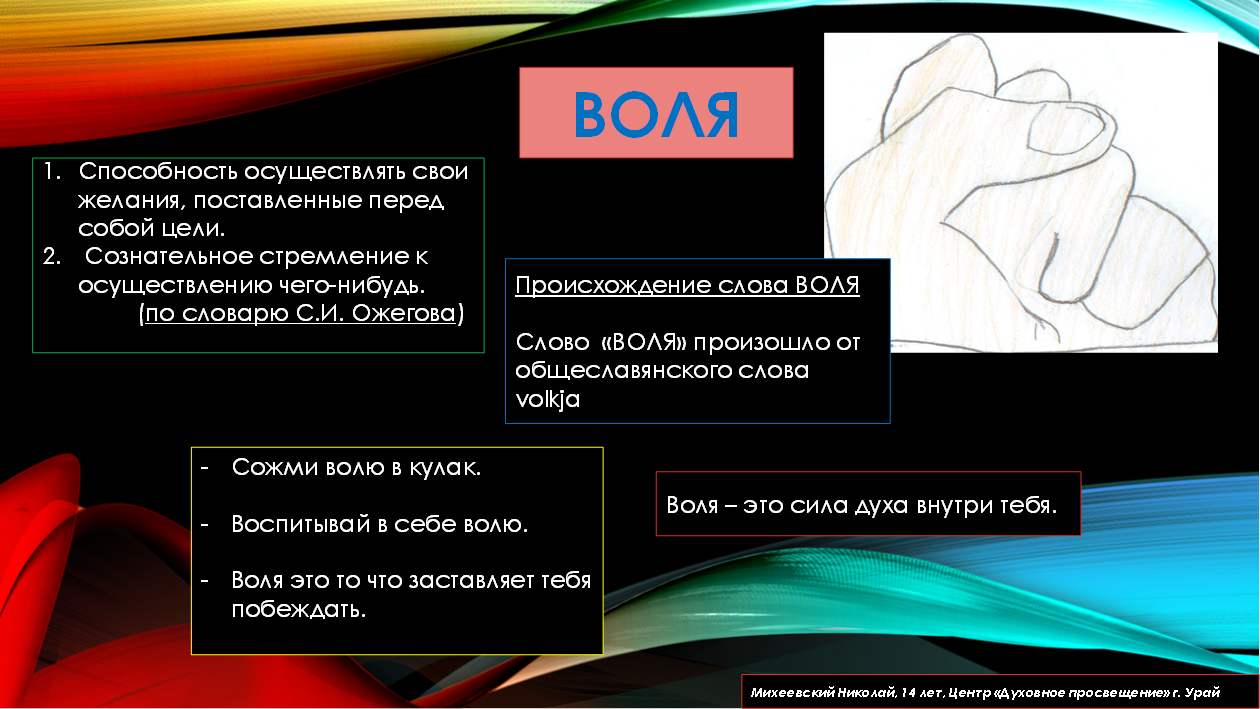 ВОЛЯ
1. Способность осуществлять свои
желания, поставленные перед
собой цели.
2. Сознательное стремление к
осуществлению чего-нибудь.
(по словарю С.И. Ожегова)
Происхождение слова ВОЛЯ
Слово «ВОЛЯ» произошло от
общеславянского слова
volkja
- Сожми волю в кулак.
- Воспитывай в себе волю.
- Воля это то что заставляет тебя
побеждать.
Воля – это сила духа внутри тебя.
Михеевский Николай, 14 лет, Центр «Духовное просвещение» г. Урай